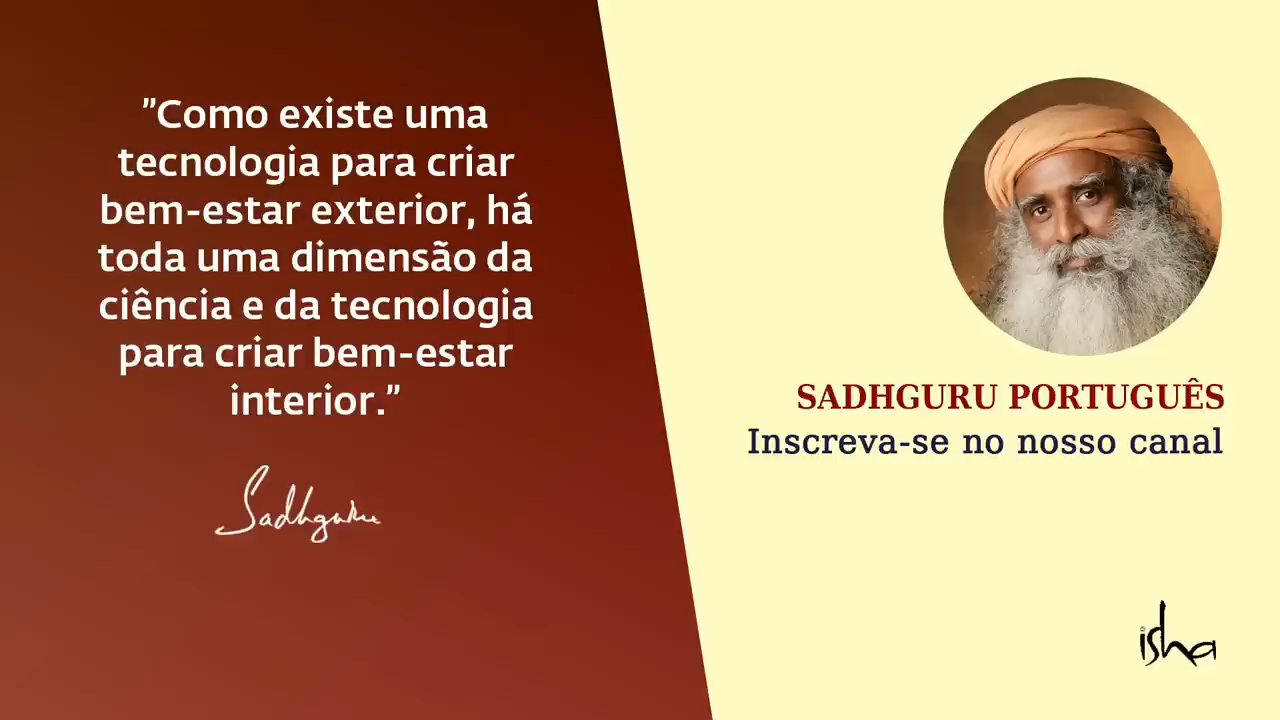 "Como existe uma
tecnologia para criar
bem-estar exterior, há
toda uma dimensão da
ciência e da tecnologia
para criar bem-estar
interior."
Sadhguru
SADHGURU PORTUGUÊS
Inscreva-se no nosso canal
isha